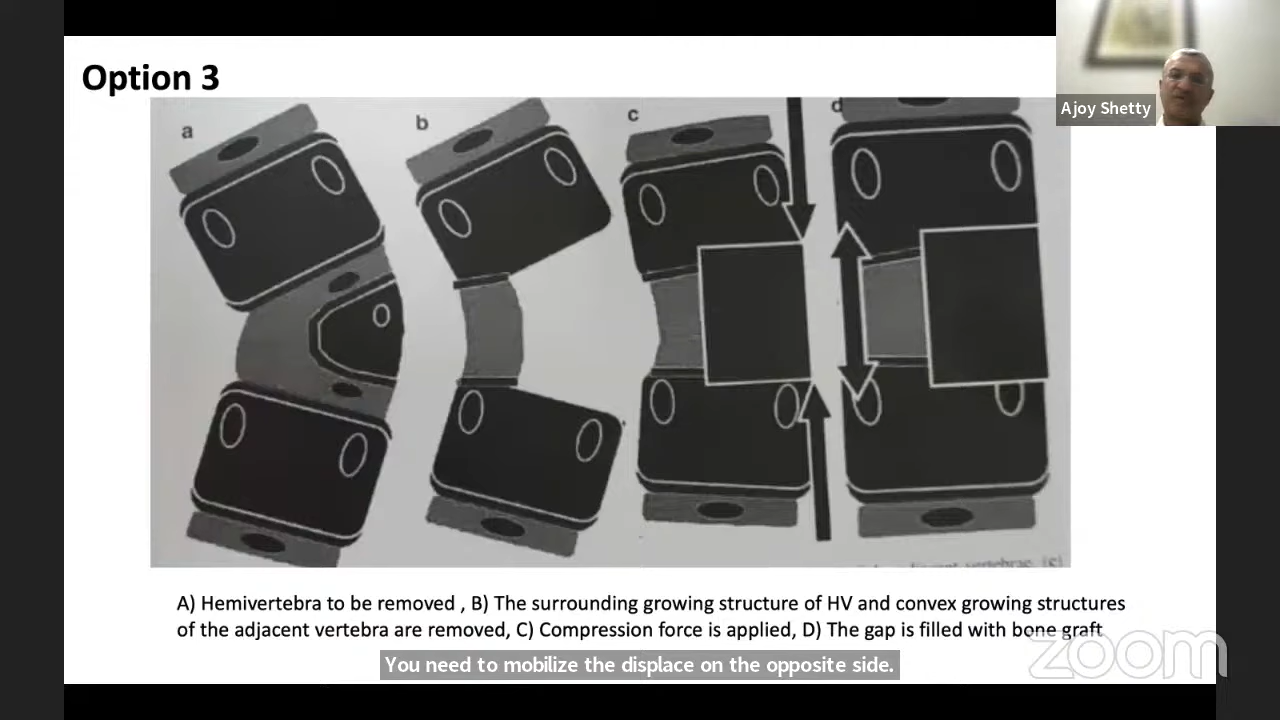 Option 3
Ajoy Shetty
a
b
c
d
A) Hemivertebra to be removed , B) The surrounding growing structure of HV and convex growing structures
of the adjacent vertebra are removed, C) Compression force is applied, D) The gap is filled with bone graft
You need to mobilize the displace on the opposite side.
zoom